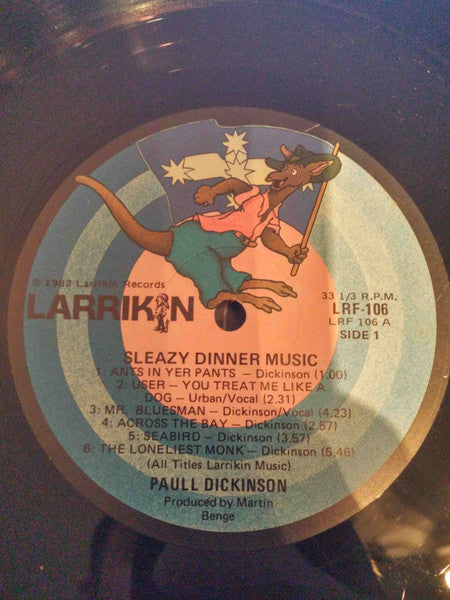 © 1982 Larrikin Records
LARRIKIN
33 1/3 R.P.M.
LRF-106
LRF 106 A
SIDE 1
SLEAZY DINNER MUSIC
1: ANTS IN YER PANTS – Dickinson (1.00)
2: USER – YOU TREAT ME LIKE A
DOG – Urban/Vocal (2.31)
3: MR. BLUESMAN – Dickinson/Vocal (4.23)
4: ACROSS THE BAY – Dickinson (2.57)
5: SEABIRD – Dickinson (3.57)
6: THE LONELIEST MONK – Dickinson (5.46)
(All Titles Larrikin Music)
PAULL DICKINSON
Produced by Martin
Benge